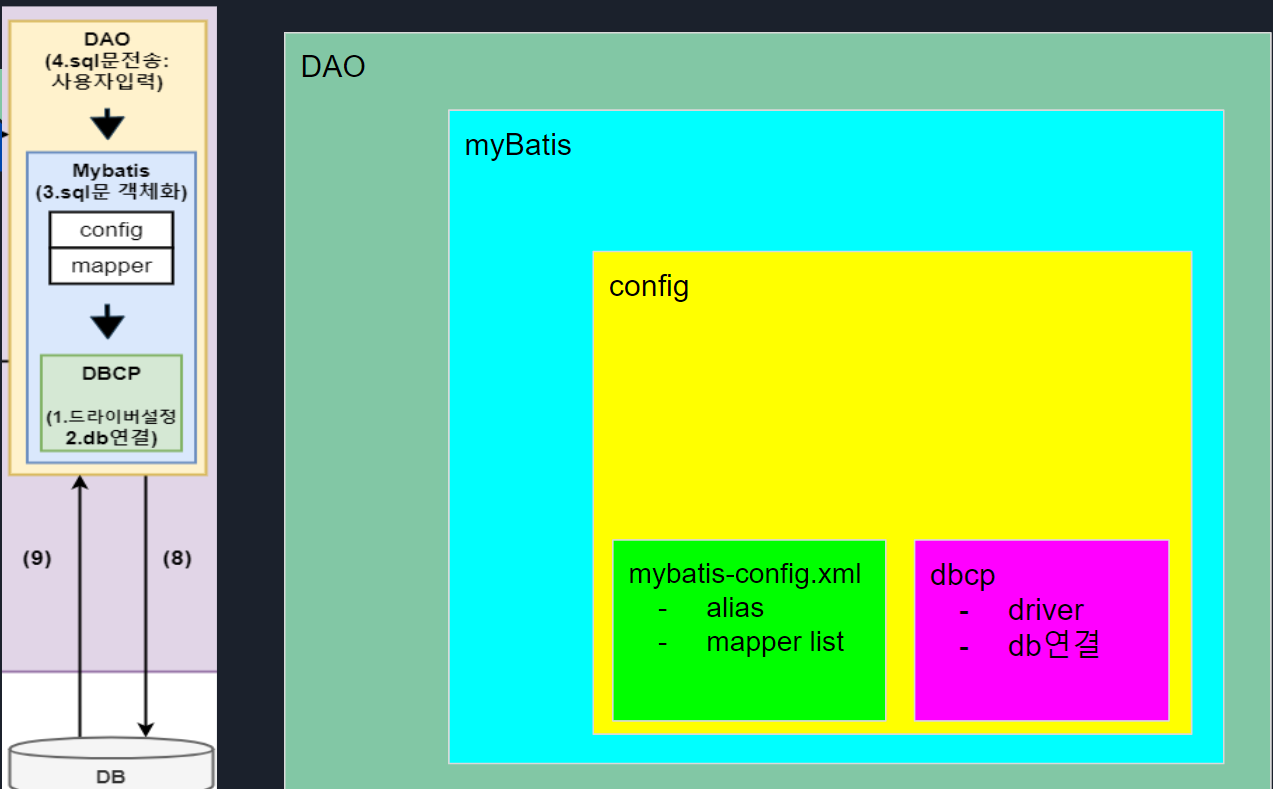 DAO
(4.sql문전송:
사용자입력)
Mybatis
(3.sql문 객체화)
config
mapper
DBCP
(1.드라이버설정
2.db연결)
(9)
(8)
DB
DAO
myBatis
config
mybatis-config.xml
- alias
- mapper list
dbcp
- driver
- db연결